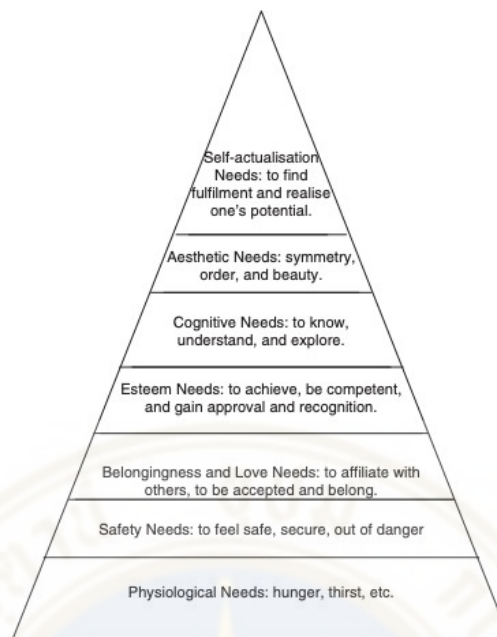 Self-actualisation
Needs: to find
fulfilment and realise
one's potential.
Aesthetic Needs: symmetry,
order, and beauty.
Cognitive Needs: to know,
understand, and explore.
Esteem Needs: to achieve, be competent,
and gain approval and recognition.
Belongingness and Love Needs: to affiliate with
others, to be accepted and belong.
Safety Needs: to feel safe, secure, out of danger
Physiological Needs: hunger, thirst, etc.